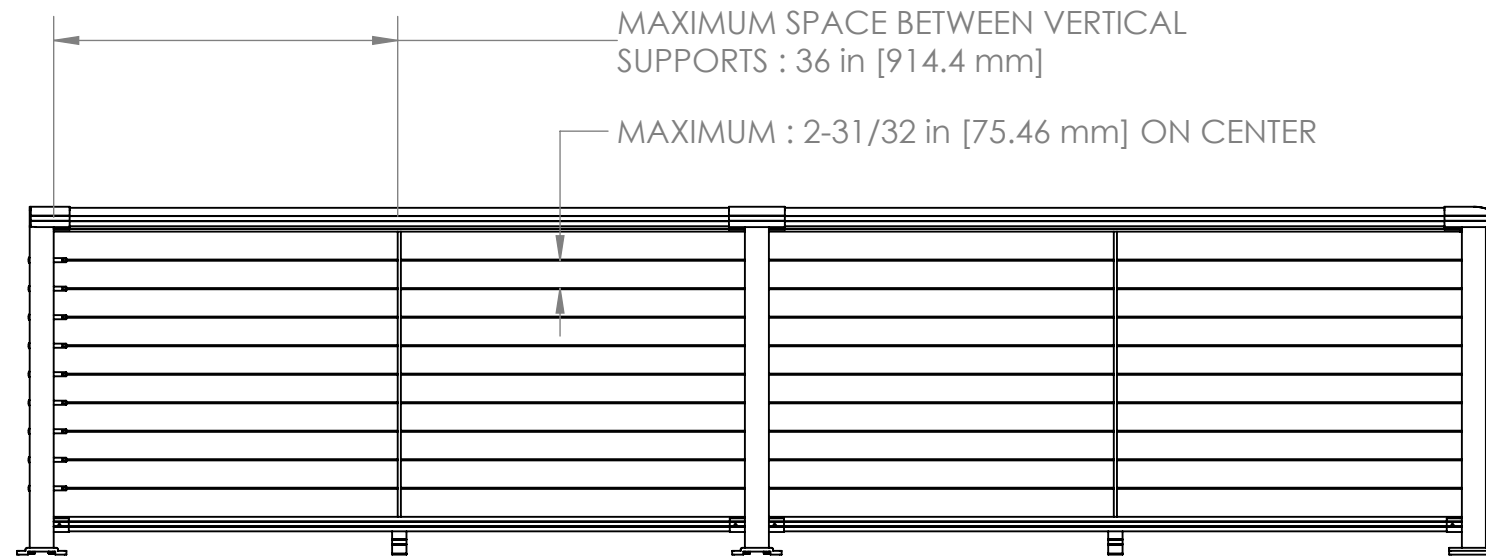 MAXIMUM SPACE BETWEEN VERTICAL
SUPPORTS : 36 in [914.4 mm]
MAXIMUM : 2-31/32 in [75.46 mm] ON CENTER